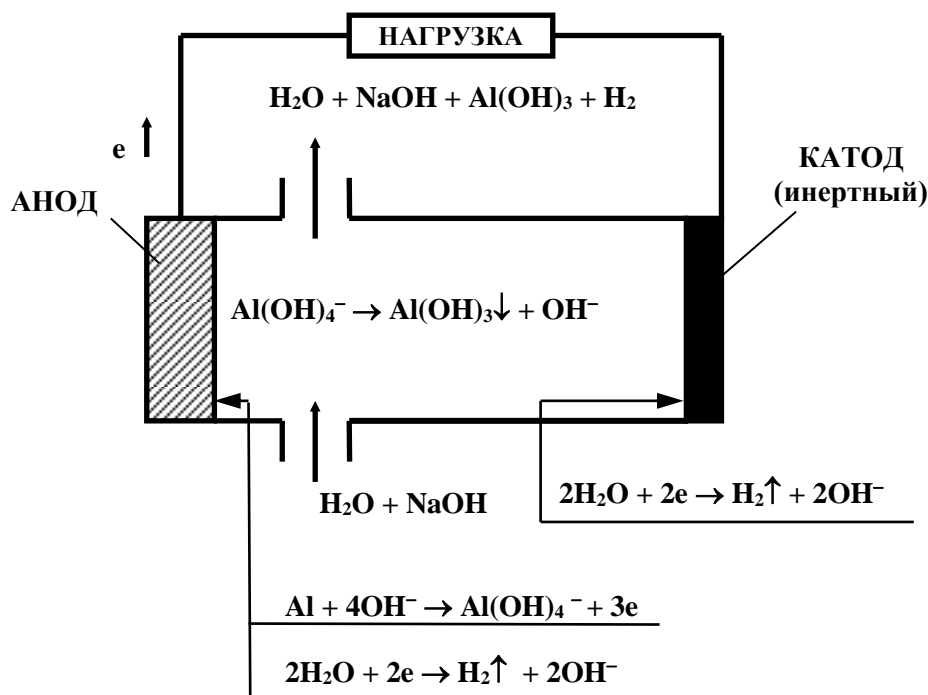 НАГРУЗКА
H₂O + NaOH + Al(OH)₃ + H₂
e
АНОД
КАТОД
(инертный)
Al(OH)₄⁻ → Al(OH)₃↓ + OH⁻
H₂O + NaOH
2H₂O + 2e → H₂↑ + 2OH⁻
Al + 4OH⁻ → Al(OH)₄⁻ + 3e
2H₂O + 2e → H₂↑ + 2OH⁻